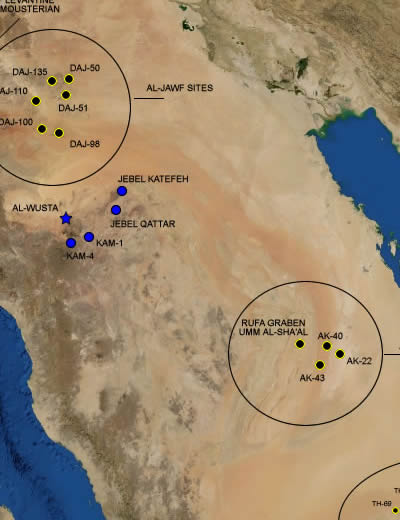 LEVANTINE
MOUSTERIAN
DAJ-135
DAJ-50
AJ-110
DAJ-51
DAJ-100
DAJ-98
AL-JAWF SITES
JEBEL KATEFEH
AL-WUSTA
JEBEL QATTAR
KAM-1
KAM-4
RUFA GRABEN
UMM AL-SHA'AL
AK-40
AK-22
AK-43
TH-69